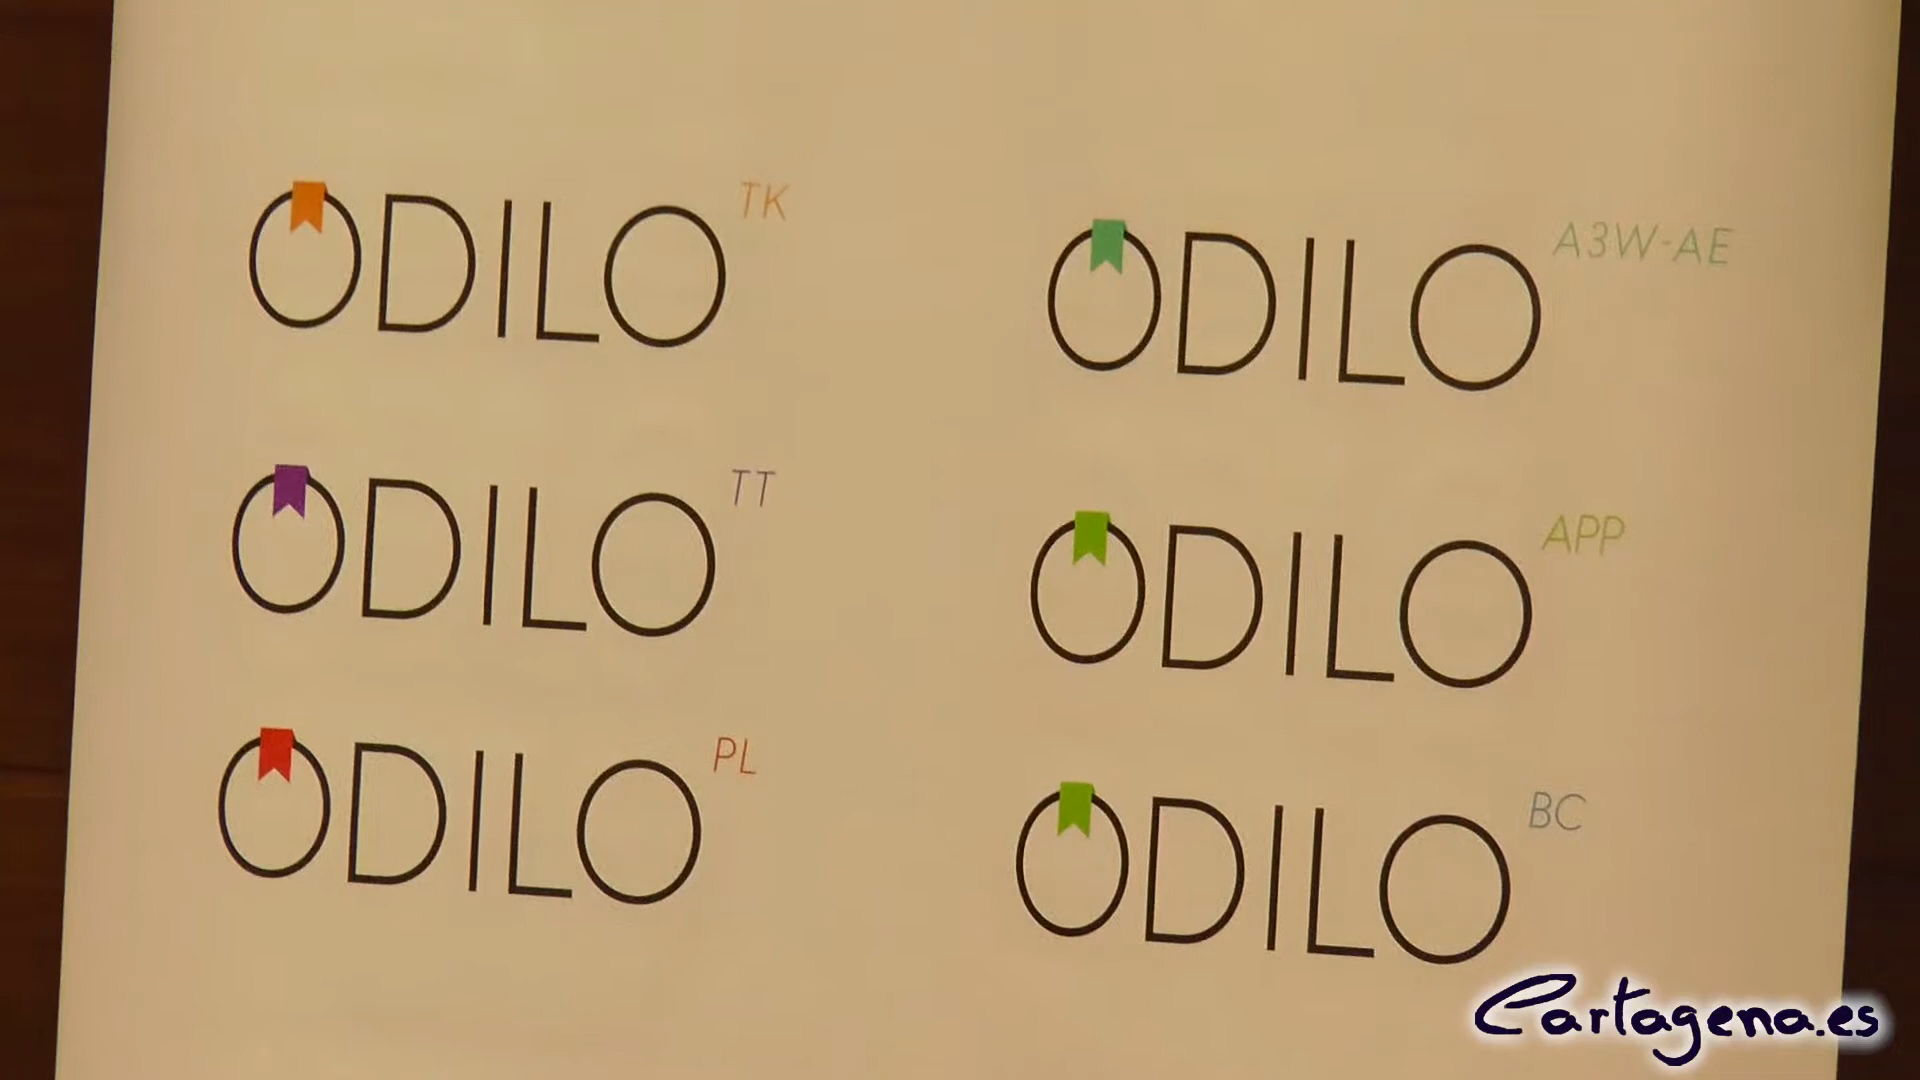 ODILO TK
ODILO A3W-AE
ODILO TT
ODILO APP
ODILO PL
ODILO BC
Cartagena.es